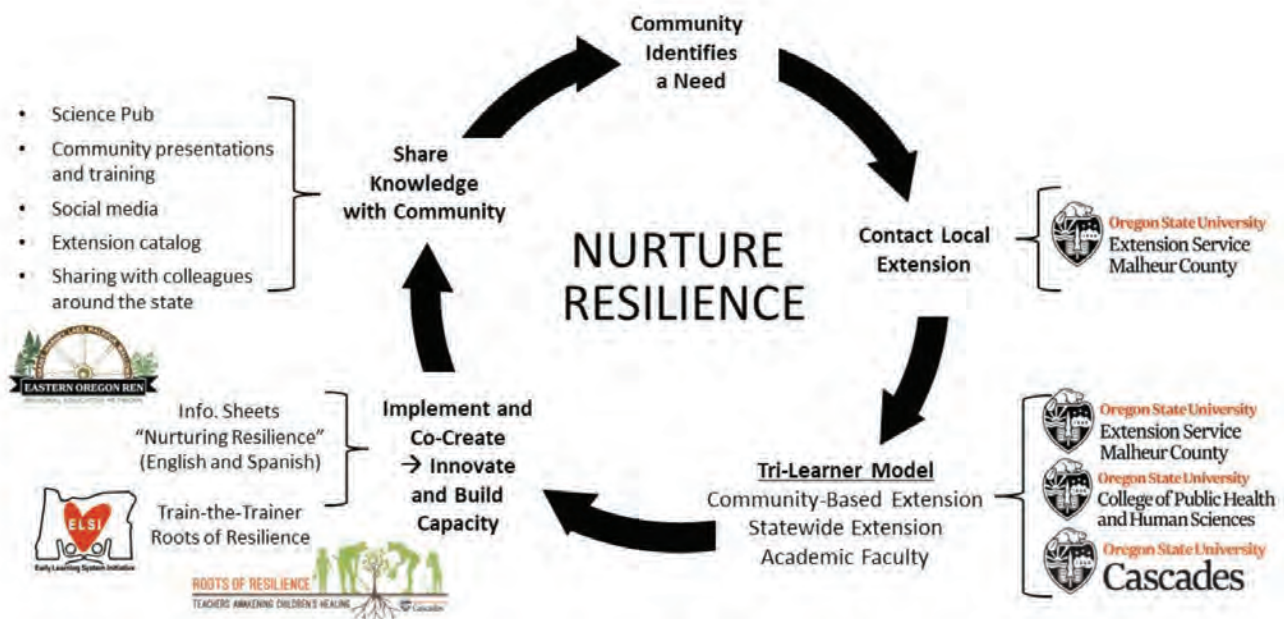 Community
Identifies
a Need
Contact Local
Extension
Oregon State University
Extension Service
Malheur County
Tri-Learner Model
Community-Based Extension
Statewide Extension
Academic Faculty
Oregon State University
Extension Service
Malheur County
Oregon State University
College of Public Health
and Human Sciences
Oregon State University
Cascades
Implement and
Co-Create
→ Innovate
and Build
Capacity
Info. Sheets
“Nurturing Resilience”
(English and Spanish)
Train-the-Trainer
Roots of Resilience
ELSI
Early Learning System Initiative
ROOTS OF RESILIENCE
TEACHERS AWAKENING CHILDREN'S HEALING
Cascades
Share
Knowledge
with Community
• Science Pub
• Community presentations
and training
• Social media
• Extension catalog
• Sharing with colleagues
around the state
EASTERN OREGON REN
REGIONAL EDUCATION NETWORK
NURTURE
RESILIENCE